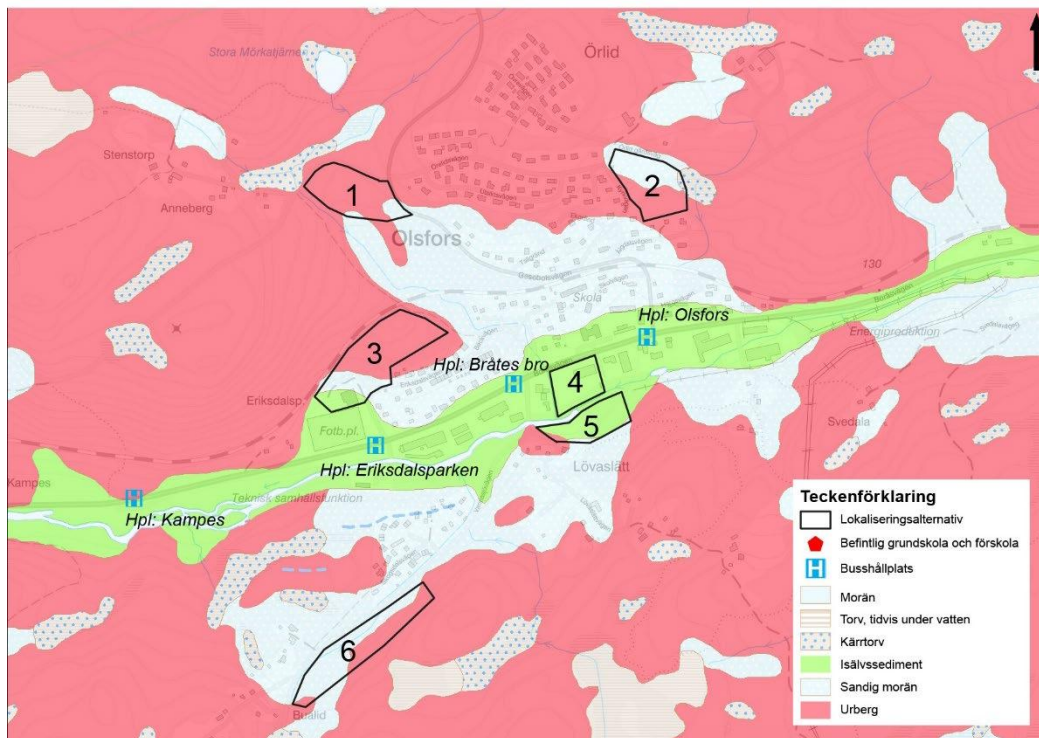 Stora Mörkatjärnen
Örlid
Stenstorp
Anneberg
1
2
Olsfors
Skola
130
Boråsvägen
Hpl: Olsfors
Energiproduktion
3
Hpl: Bråtes bro
4
Eriksdalsp.
5
Fotb.pl.
Svedala
Hpl: Eriksdalsparken
Lövaslätt
Kampes
Teknisk samhällsfunktion
Hpl: Kampes
6
Bualid
Teckenförklaring
Lokaliseringsalternativ
Befintlig grundskola och förskola
H Busshållplats
Morän
Torv, tidvis under vatten
Kärrtorv
Isälvssediment
Sandig morän
Urberg